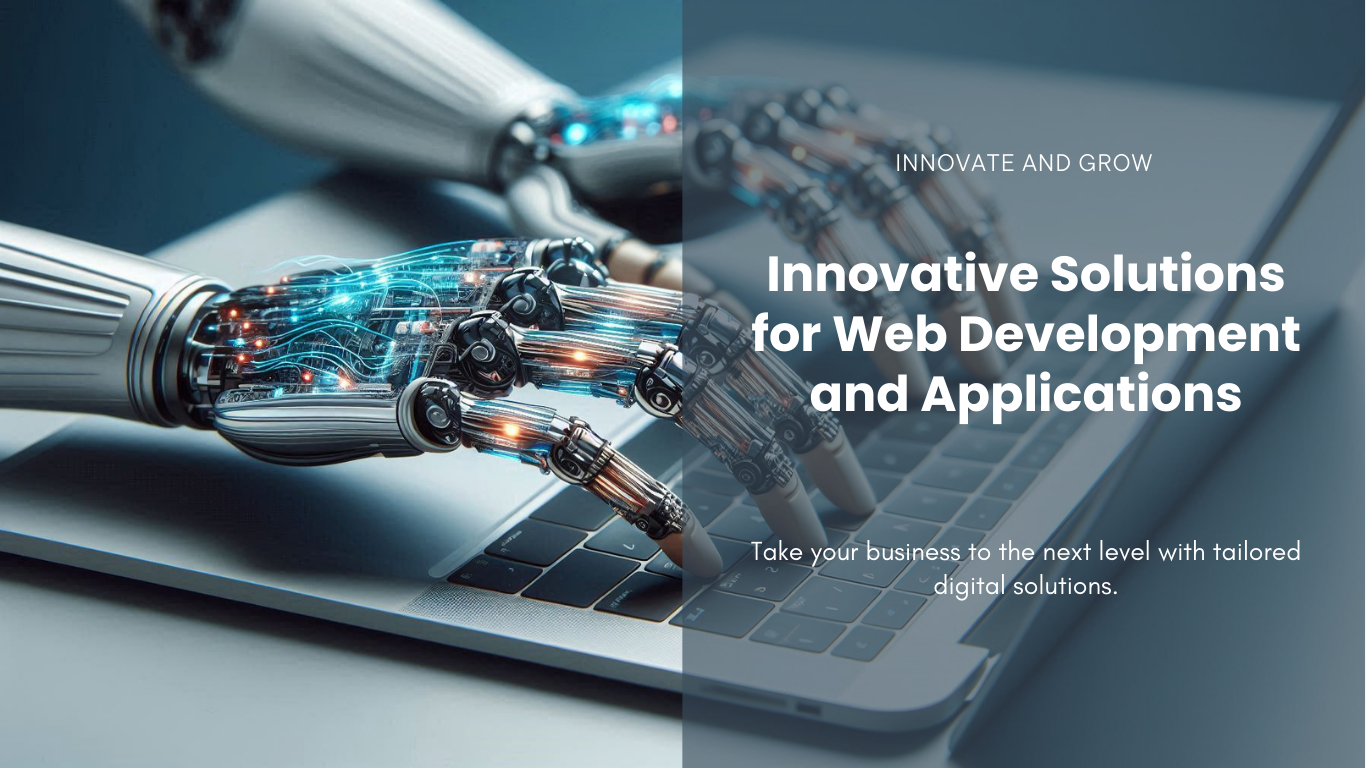 INNOVATE AND GROW
Innovative Solutions
for Web Development
and Applications
Take your business to the next level with tailored
digital solutions.